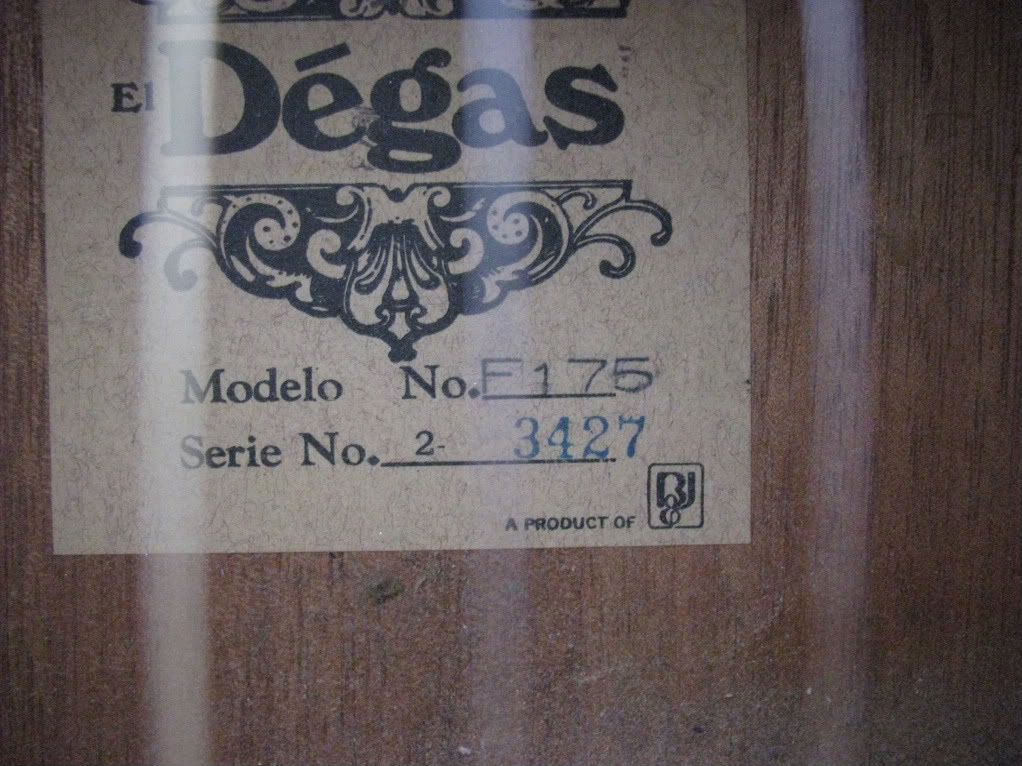 El Dégas
Modelo No. F175
Serie No. 2- 3427
A PRODUCT OF